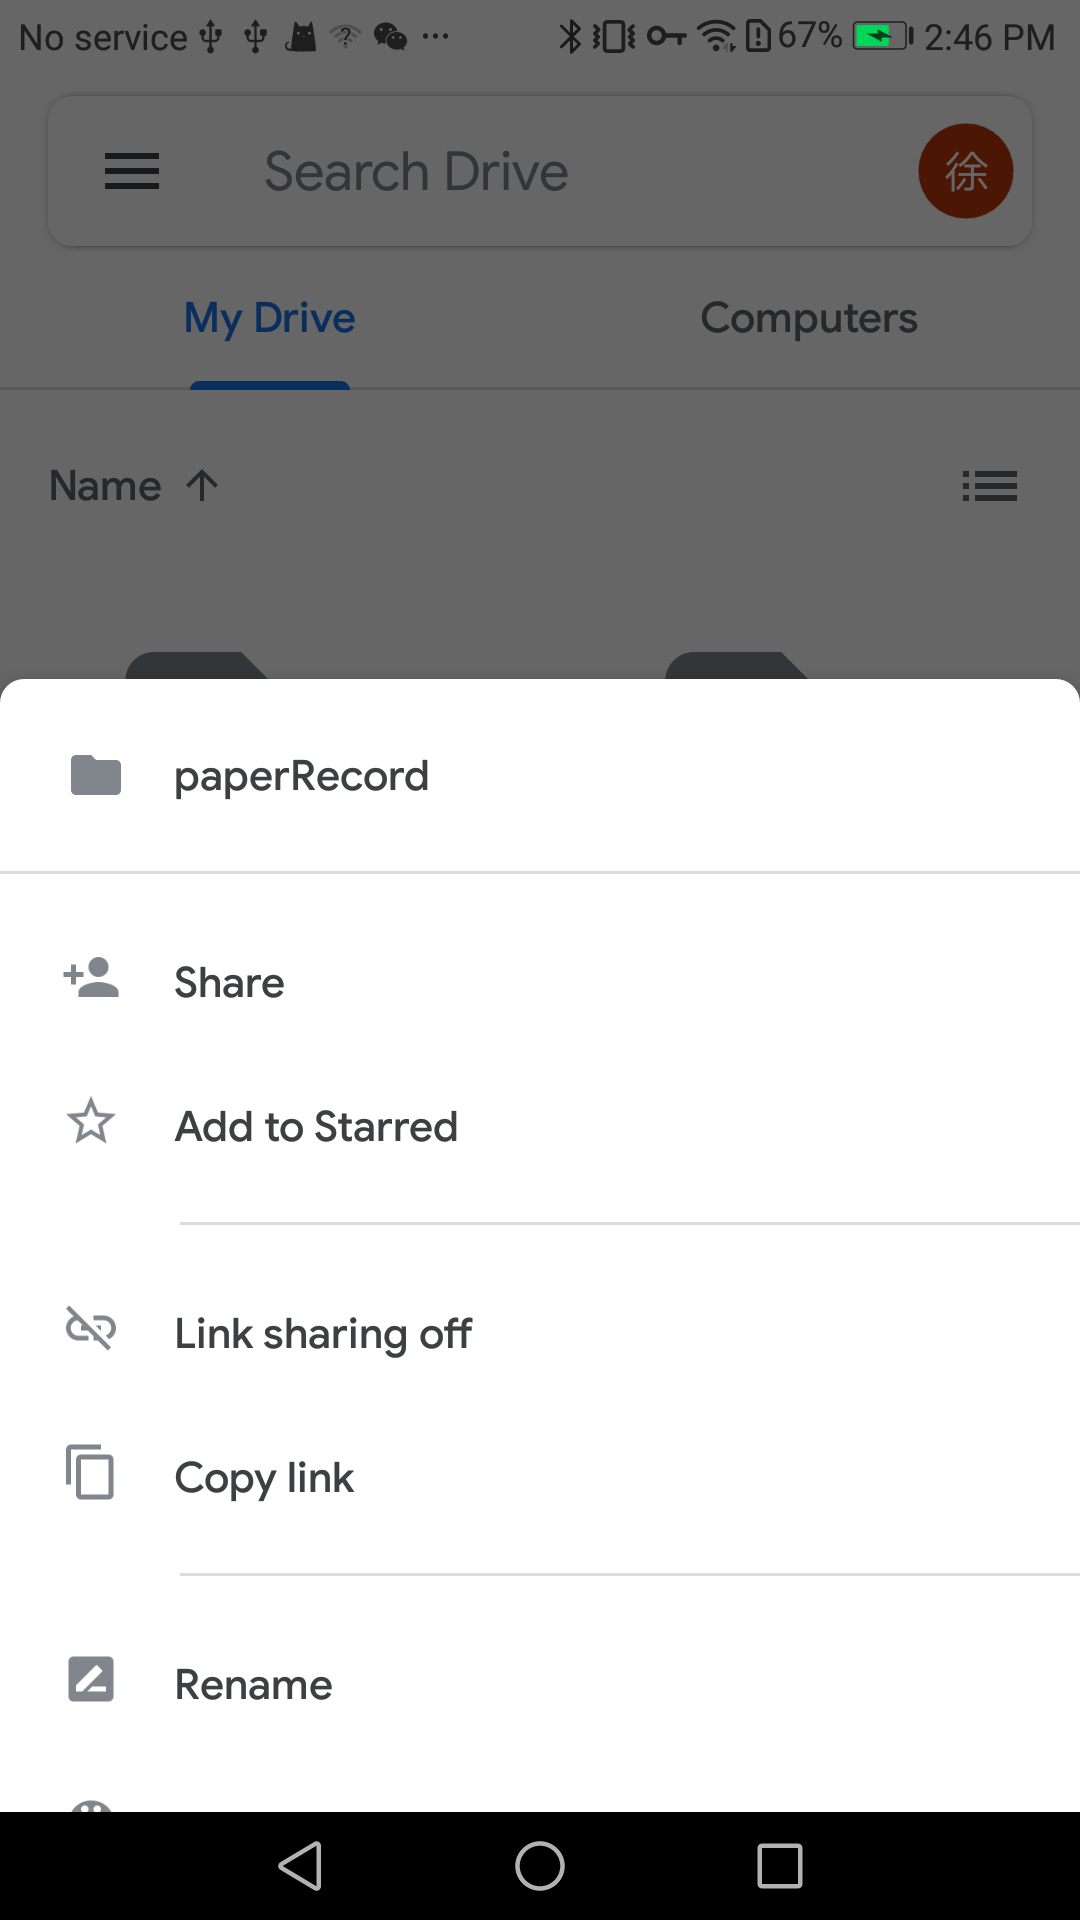 No service 67% 2:46 PM
Search Drive 徐
My Drive Computers
Name
paperRecord
Share
Add to Starred
Link sharing off
Copy link
Rename